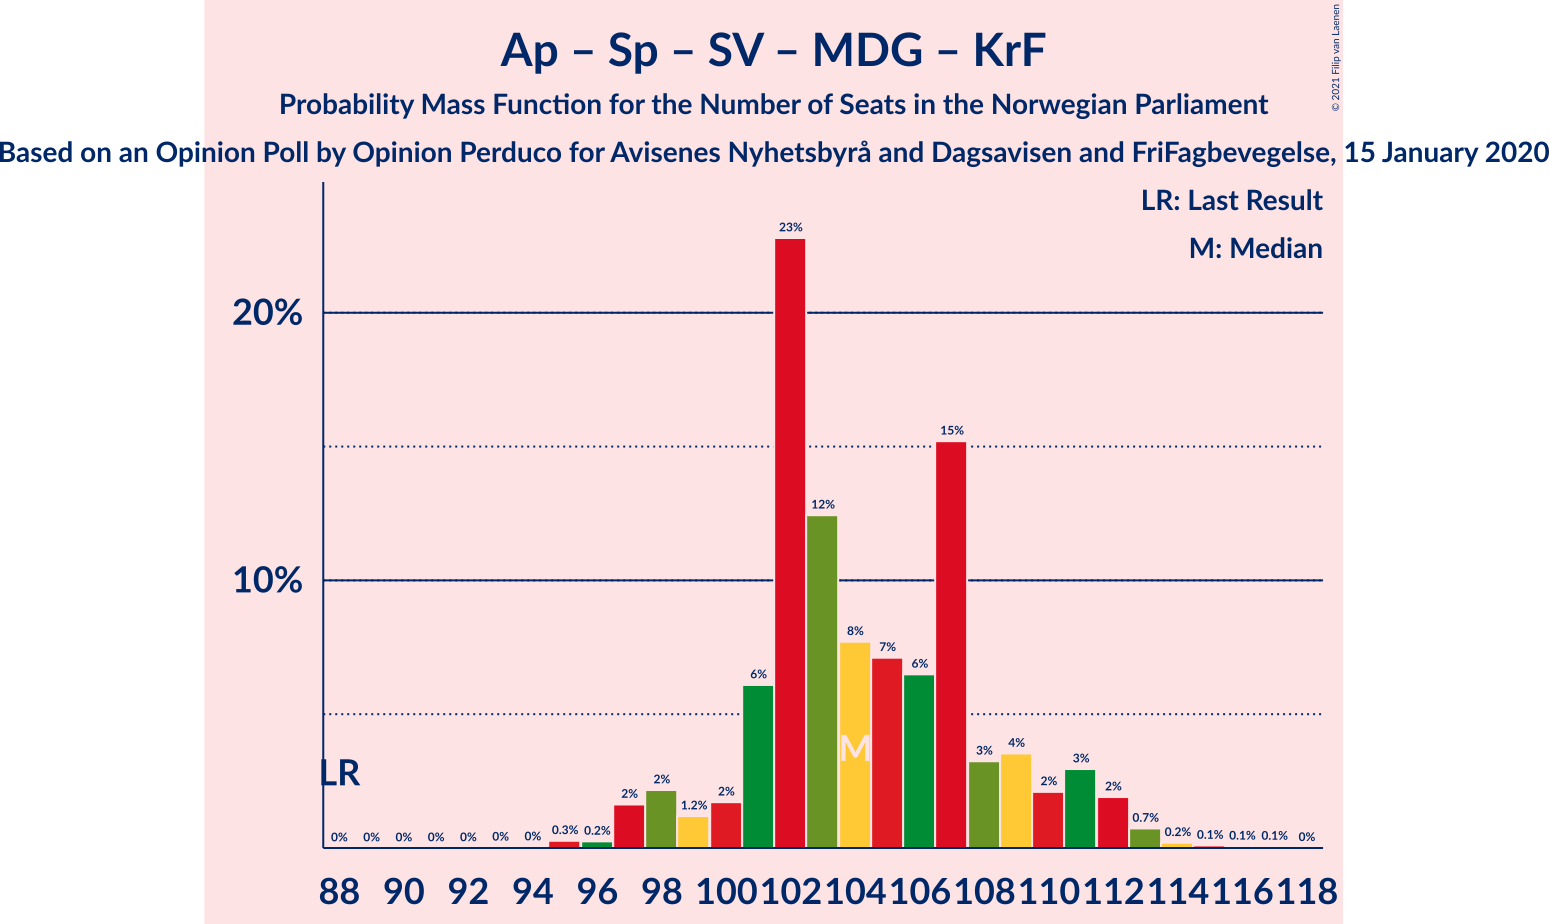 Ap – Sp – SV – MDG – KrF
Probability Mass Function for the Number of Seats in the Norwegian Parliament
Based on an Opinion Poll by Opinion Perduco for Avisenes Nyhetsbyrå and Dagsavisen and FriFagbevegelse, 15 January 2020
© 2021 Filip van Laenen
LR: Last Result
M: Median
23%
20%
15%
12%
10%
8%
7%
6%
6%
M
LR
4%
3%
3%
2%
2%
2%
2%
2%
1.2%
0.7%
0% 0% 0% 0% 0% 0% 0% 0.3% 0.2% 0.2% 0.1% 0.1% 0.1% 0%
88 90 92 94 96 98 100 102 104 106 108 110 112 114 116 118